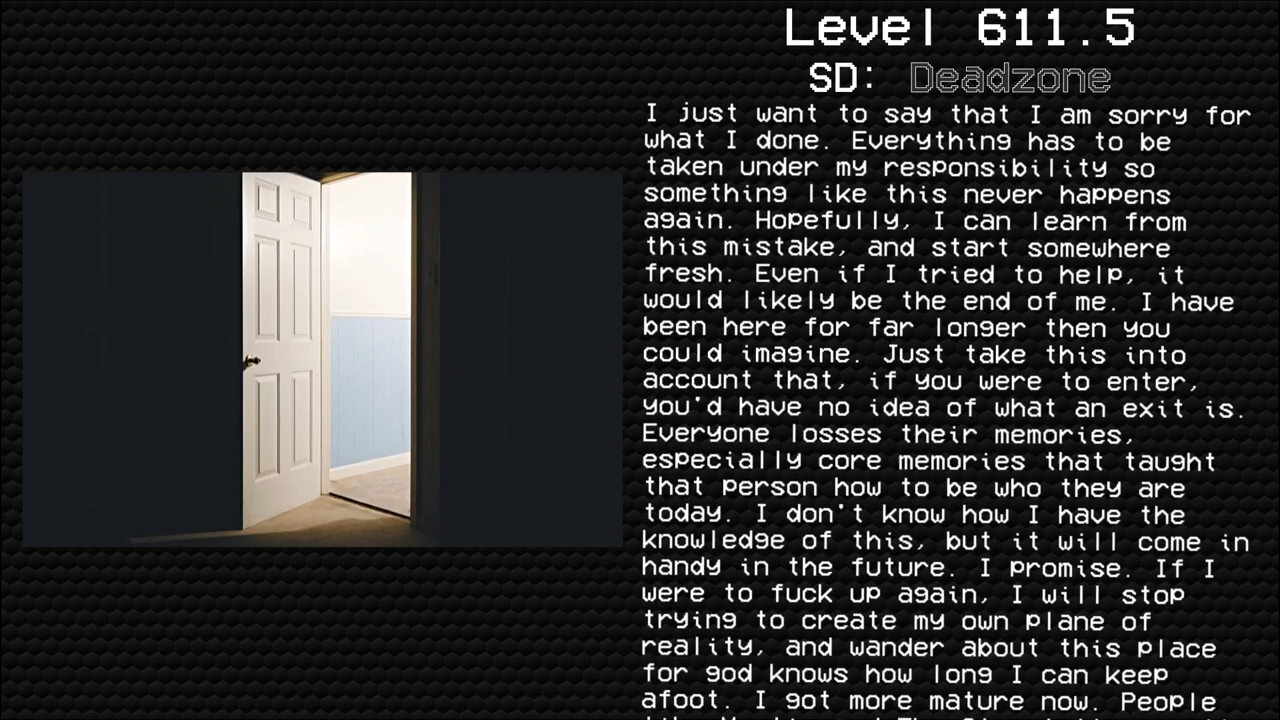 Level 611.5
SD: Deadzone
I just want to say that I am sorry for
what I done. Everything has to be
taken under my responsibility so
something like this never happens
again. Hopefully, I can learn from
this mistake, and start somewhere
fresh. Even if I tried to help, it
would likely be the end of me. I have
been here for far longer then you
could imagine. Just take this into
account that, if you were to enter,
you'd have no idea of what an exit is.
Everyone losses their memories,
especially core memories that taught
that person how to be who they are
today. I don't know how I have the
knowledge of this, but it will come in
handy in the future. I promise. If I
were to fuck up again, I will stop
trying to create my own plane of
reality, and wander about this place
for god knows how long I can keep
afoot. I got more mature now. People